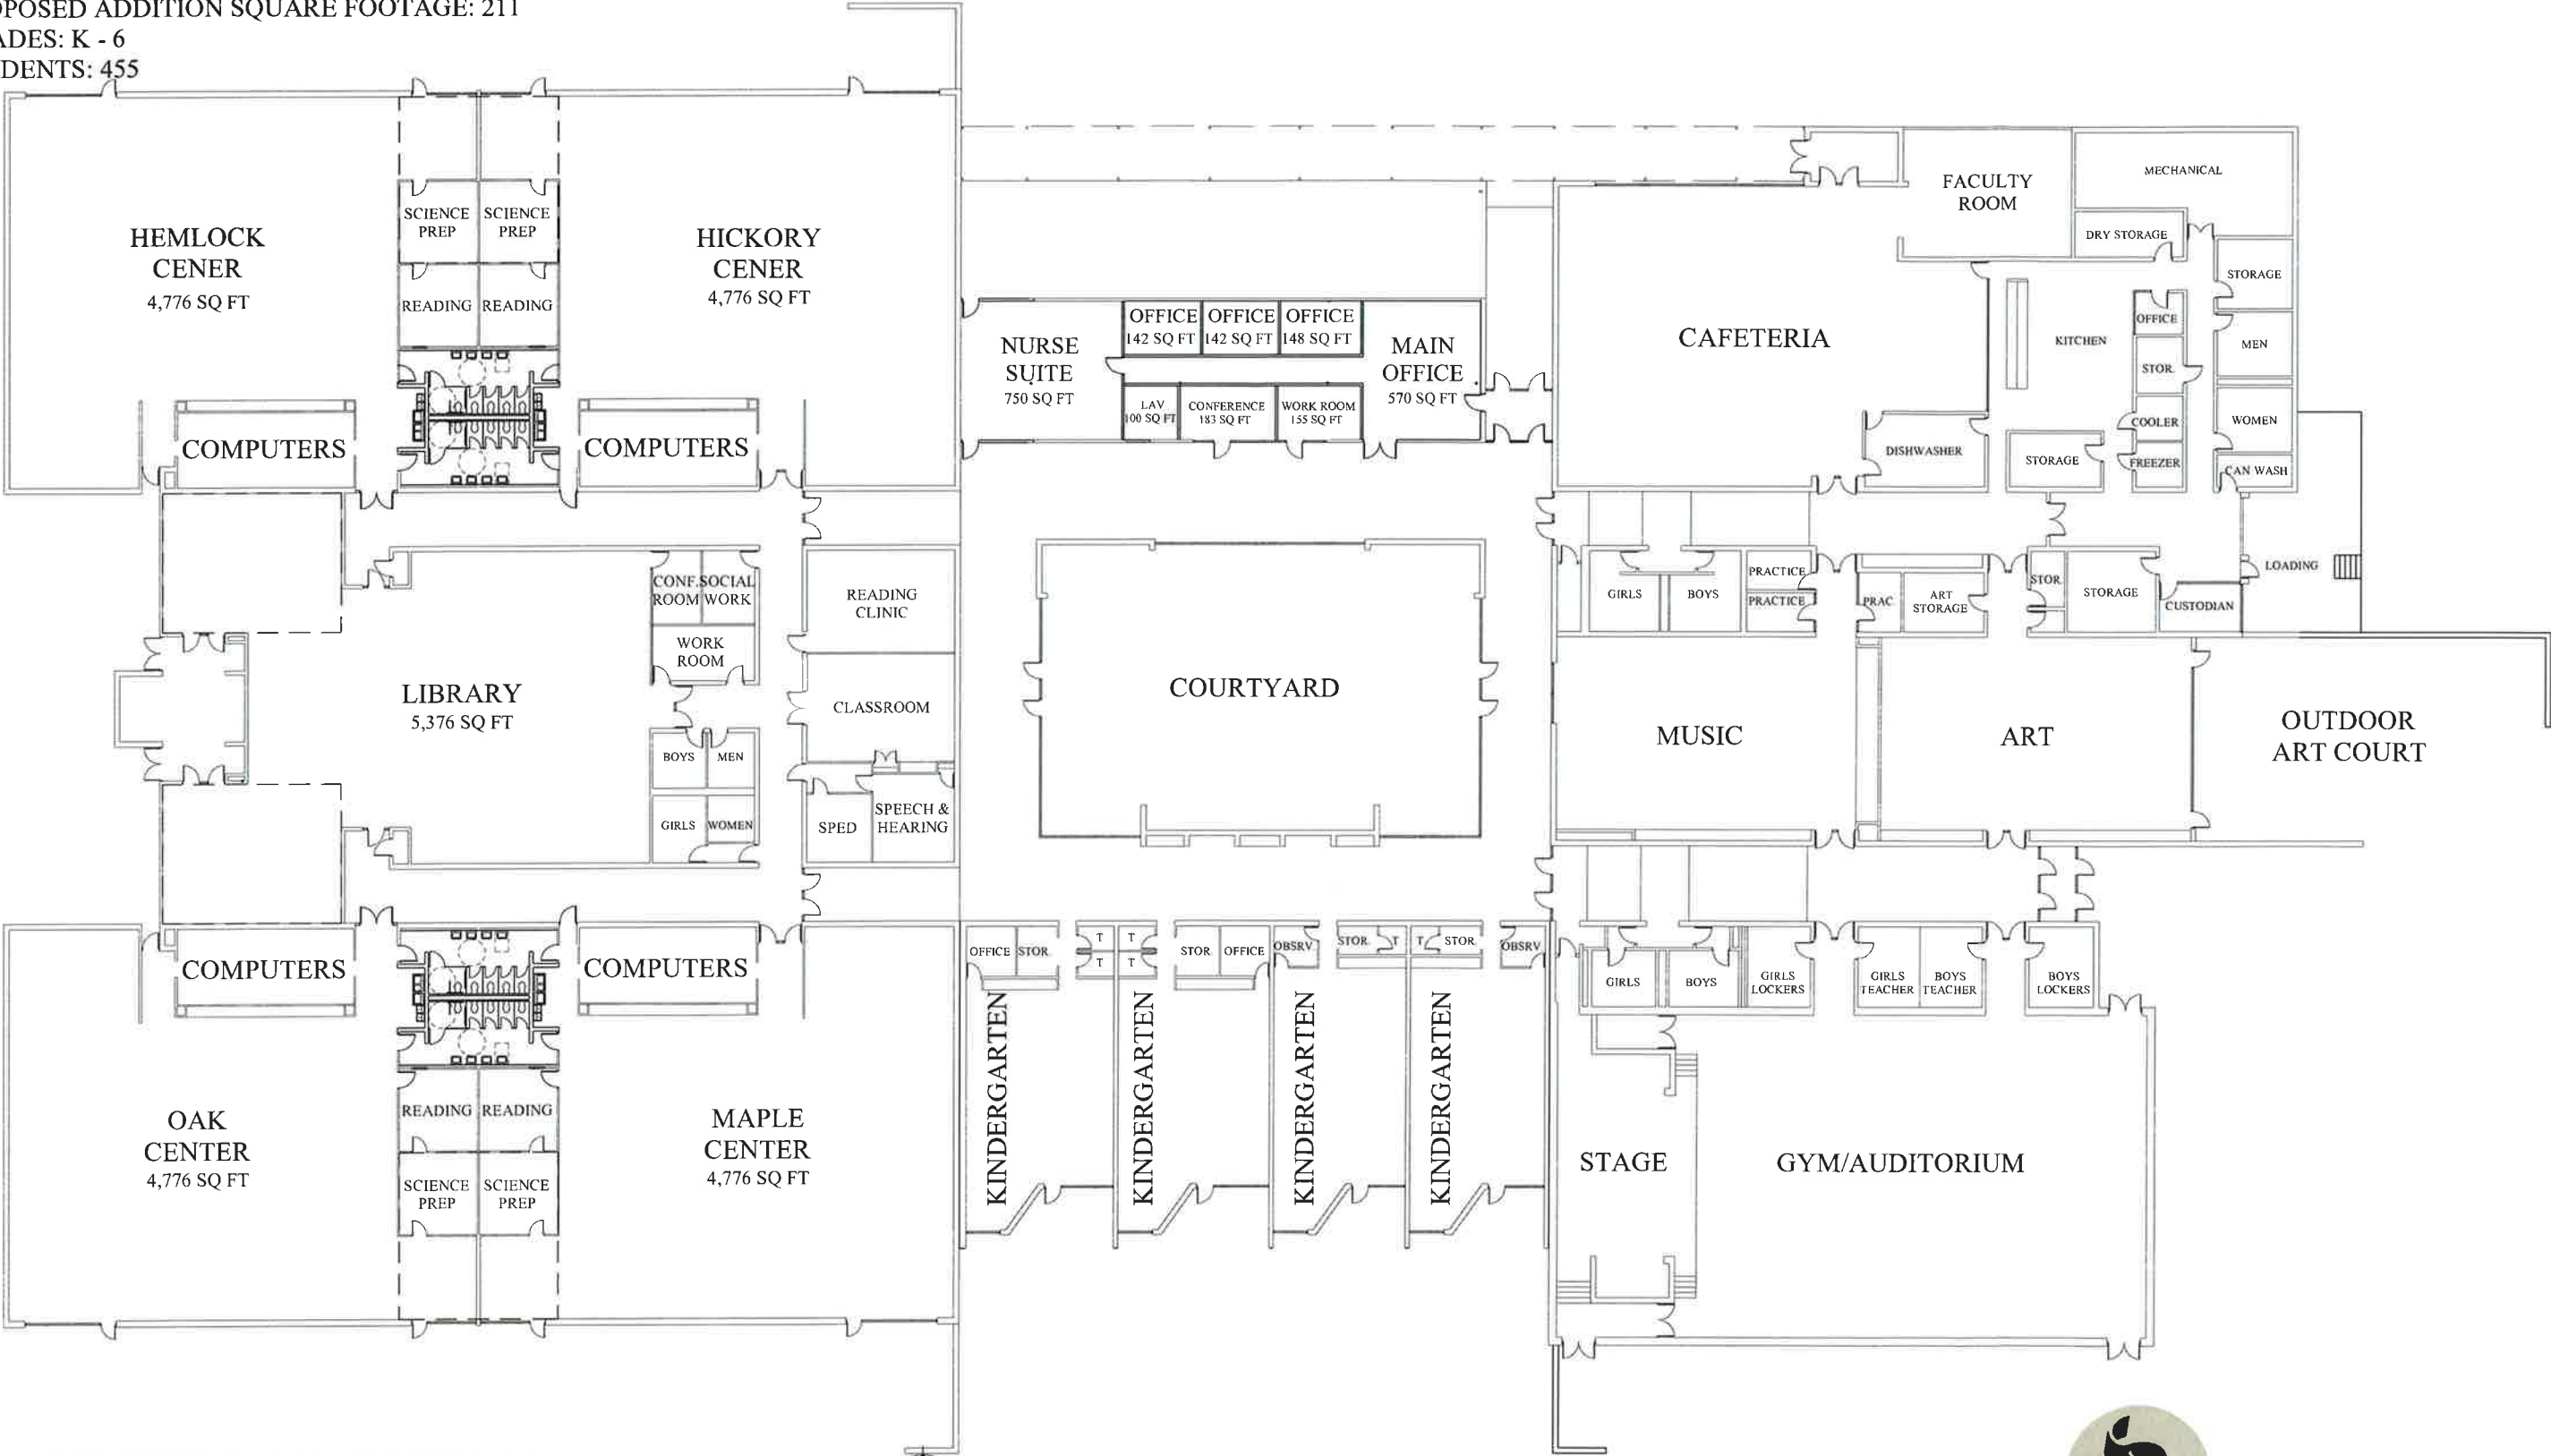 POSED ADDITION SQUARE FOOTAGE: 211
ADES: K - 6
DENTS: 455
HEMLOCK
CENER
4,776 SQ FT
SCIENCE
PREP
SCIENCE
PREP
READING
READING
HICKORY
CENER
4,776 SQ FT
COMPUTERS
COMPUTERS
NURSE
SUITE
750 SQ FT
OFFICE
142 SQ FT
OFFICE
142 SQ FT
OFFICE
148 SQ FT
MAIN
OFFICE
570 SQ FT
LAV
100 SQ FT
CONFERENCE
183 SQ FT
WORK ROOM
155 SQ FT
CAFETERIA
FACULTY
ROOM
MECHANICAL
DRY STORAGE
STORAGE
KITCHEN
OFFICE
MEN
STOR
COOLER
WOMEN
DISHWASHER
STORAGE
FREEZER
CAN WASH
LOADING
LIBRARY
5,376 SQ FT
CONF.
ROOM
SOCIAL
WORK
WORK
ROOM
BOYS
MEN
GIRLS
WOMEN
READING
CLINIC
CLASSROOM
SPED
SPEECH &
HEARING
COURTYARD
GIRLS
BOYS
PRACTICE
PRACTICE
PRAC
ART
STORAGE
STOR
STORAGE
CUSTODIAN
MUSIC
ART
OUTDOOR
ART COURT
COMPUTERS
COMPUTERS
OAK
CENTER
4,776 SQ FT
READING
READING
SCIENCE
PREP
SCIENCE
PREP
MAPLE
CENTER
4,776 SQ FT
OFFICE
STOR
T
T
T
T
STOR
OFFICE
OBSRV
STOR
T
T
STOR
OBSRV
KINDERGARTEN
KINDERGARTEN
KINDERGARTEN
KINDERGARTEN
GIRLS
BOYS
GIRLS
LOCKERS
GIRLS
TEACHER
BOYS
TEACHER
BOYS
LOCKERS
STAGE
GYM/AUDITORIUM